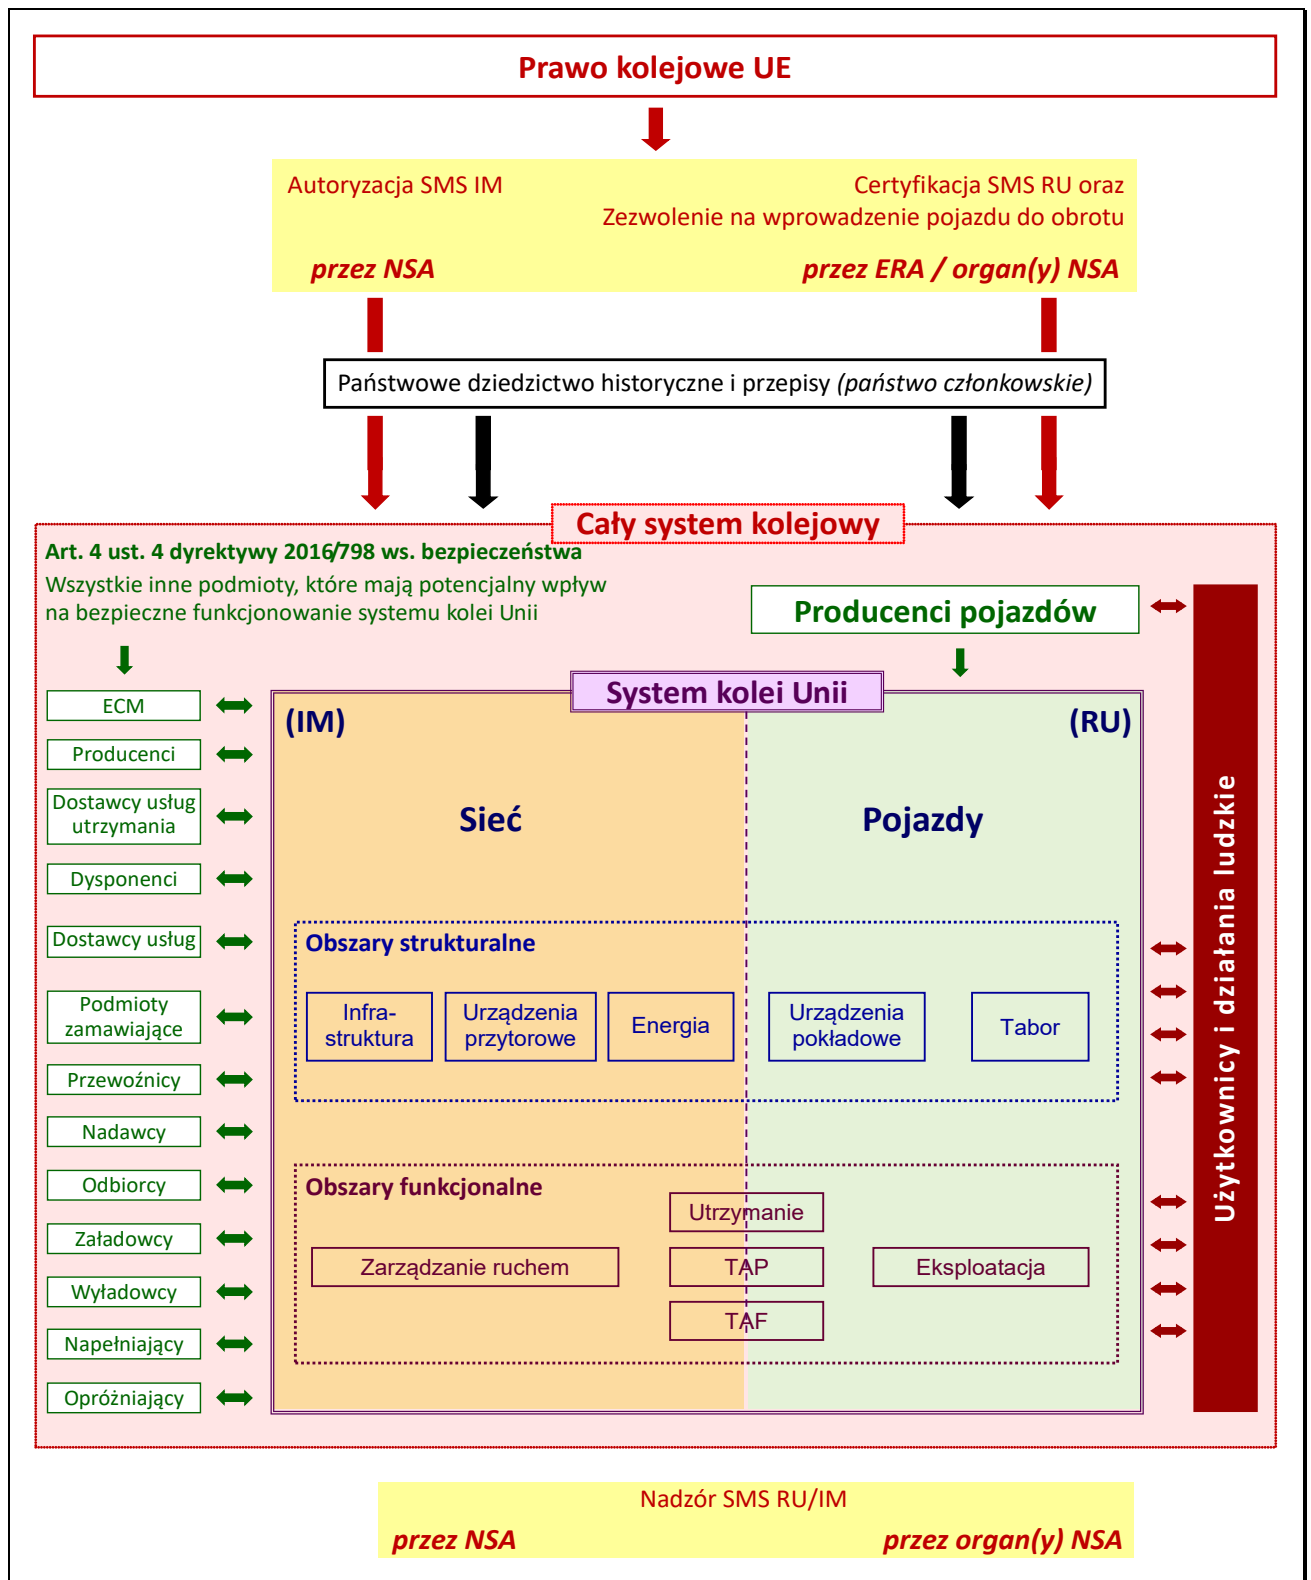 Prawo kolejowe UE
Autoryzacja SMS IM
Certyfikacja SMS RU oraz
Zezwolenie na wprowadzenie pojazdu do obrotu
przez NSA
przez ERA / organ(y) NSA
Państwowe dziedzictwo historyczne i przepisy (państwo członkowskie)
Cały system kolejowy
Art. 4 ust. 4 dyrektywy 2016/798 ws. bezpieczeństwa
Wszystkie inne podmioty, które mają potencjalny wpływ
na bezpieczne funkcjonowanie systemu kolei Unii
Producenci pojazdów
ECM
Producenci
Dostawcy usług
utrzymania
Dysponenci
Dostawcy usług
Podmioty
zamawiające
Przewoźnicy
Nadawcy
Odbiorcy
Załadowcy
Wyładowcy
Napełniający
Opróżniający
System kolei Unii
(IM)
(RU)
Sieć
Pojazdy
Obszary strukturalne
Infra-
struktura
Urządzenia
przytorowe
Energia
Urządzenia
pokładowe
Tabor
Obszary funkcjonalne
Utrzymanie
Zarządzanie ruchem
TAP
Eksploatacja
TAF
Użytkownicy i działania ludzkie
Nadzór SMS RU/IM
przez NSA
przez organ(y) NSA